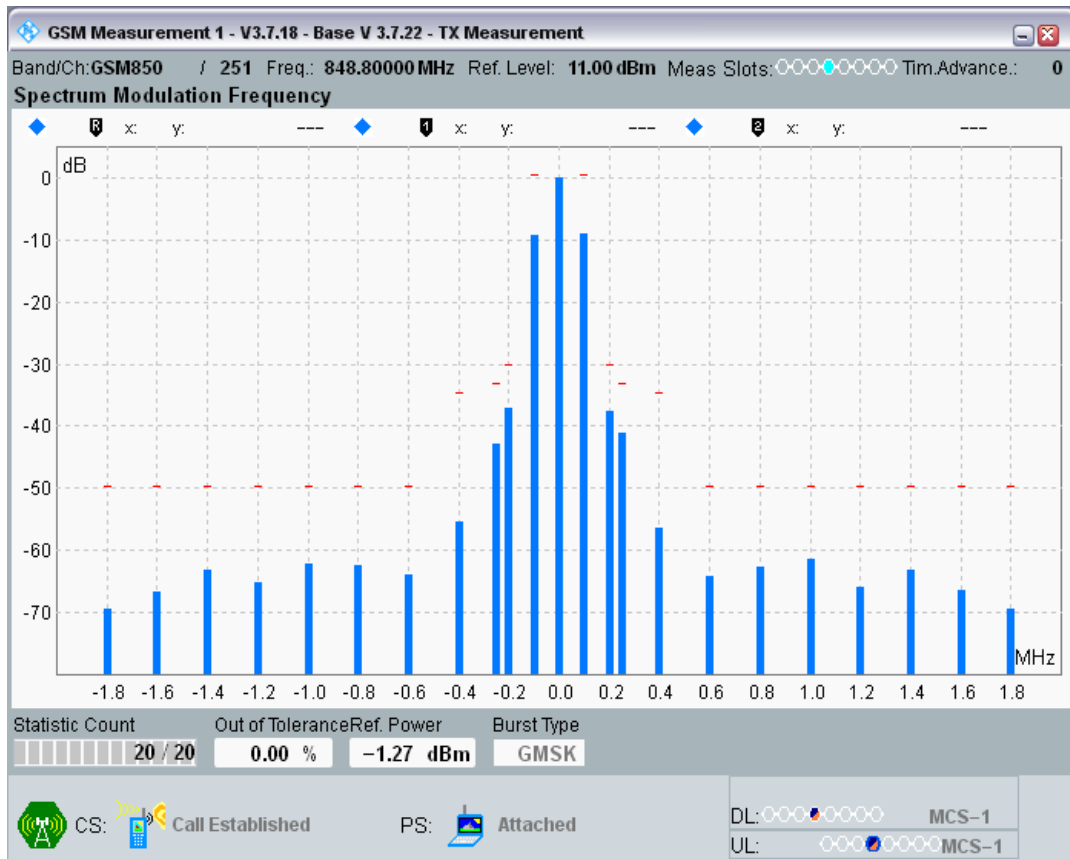 GSM Measurement 1 - V3.7.18 - Base V 3.7.22 - TX Measurement
Band/Ch:GSM850 / 251 Freq.: 848.80000 MHz Ref. Level: 11.00 dBm Meas Slots: Tim.Advance.: 0
Spectrum Modulation Frequency
R x: y: --- 1 x: y: --- 2 x: y: ---
dB
0
-10
-20
-30
-40
-50
-60
-70
MHz
-1.8 -1.6 -1.4 -1.2 -1.0 -0.8 -0.6 -0.4 -0.2 0.0 0.2 0.4 0.6 0.8 1.0 1.2 1.4 1.6 1.8
Statistic Count Out of Tolerance Ref. Power Burst Type
20 / 20 0.00 % −1.27 dBm GMSK
CS: Call Established PS: Attached
DL: MCS−1
UL: MCS−1